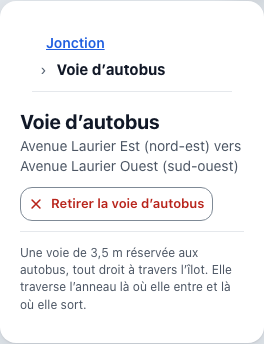 Jonction
› Voie d’autobus
Voie d’autobus
Avenue Laurier Est (nord-est) vers
Avenue Laurier Ouest (sud-ouest)
× Retirer la voie d’autobus
Une voie de 3,5 m réservée aux
autobus, tout droit à travers l’îlot. Elle
traverse l’anneau là où elle entre et là
où elle sort.